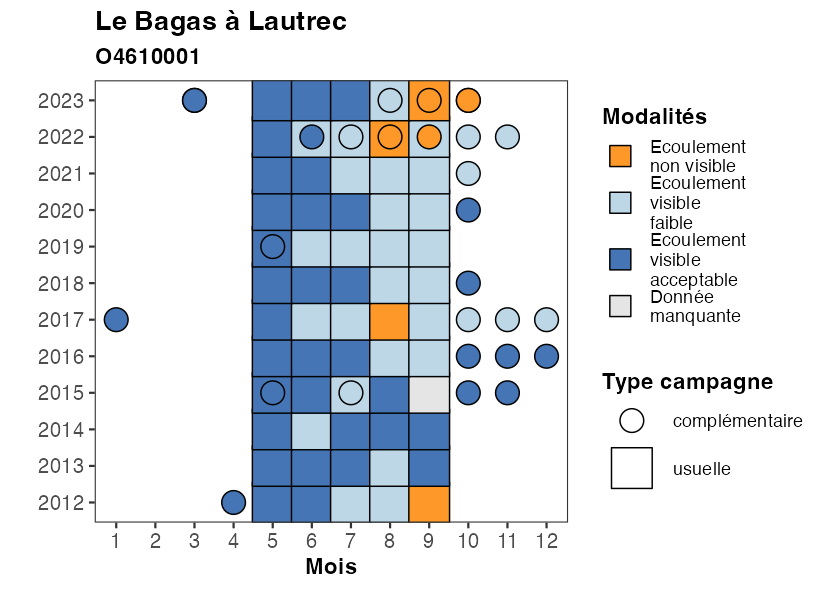 Le Bagas à Lautrec
O4610001
2023
2022
2021
2020
2019
2018
2017
2016
2015
2014
2013
2012
1 2 3 4 5 6 7 8 9 10 11 12
Mois
Modalités
Ecoulement
non visible
Ecoulement
visible
faible
Ecoulement
visible
acceptable
Donnée
manquante
Type campagne
complémentaire
usuelle